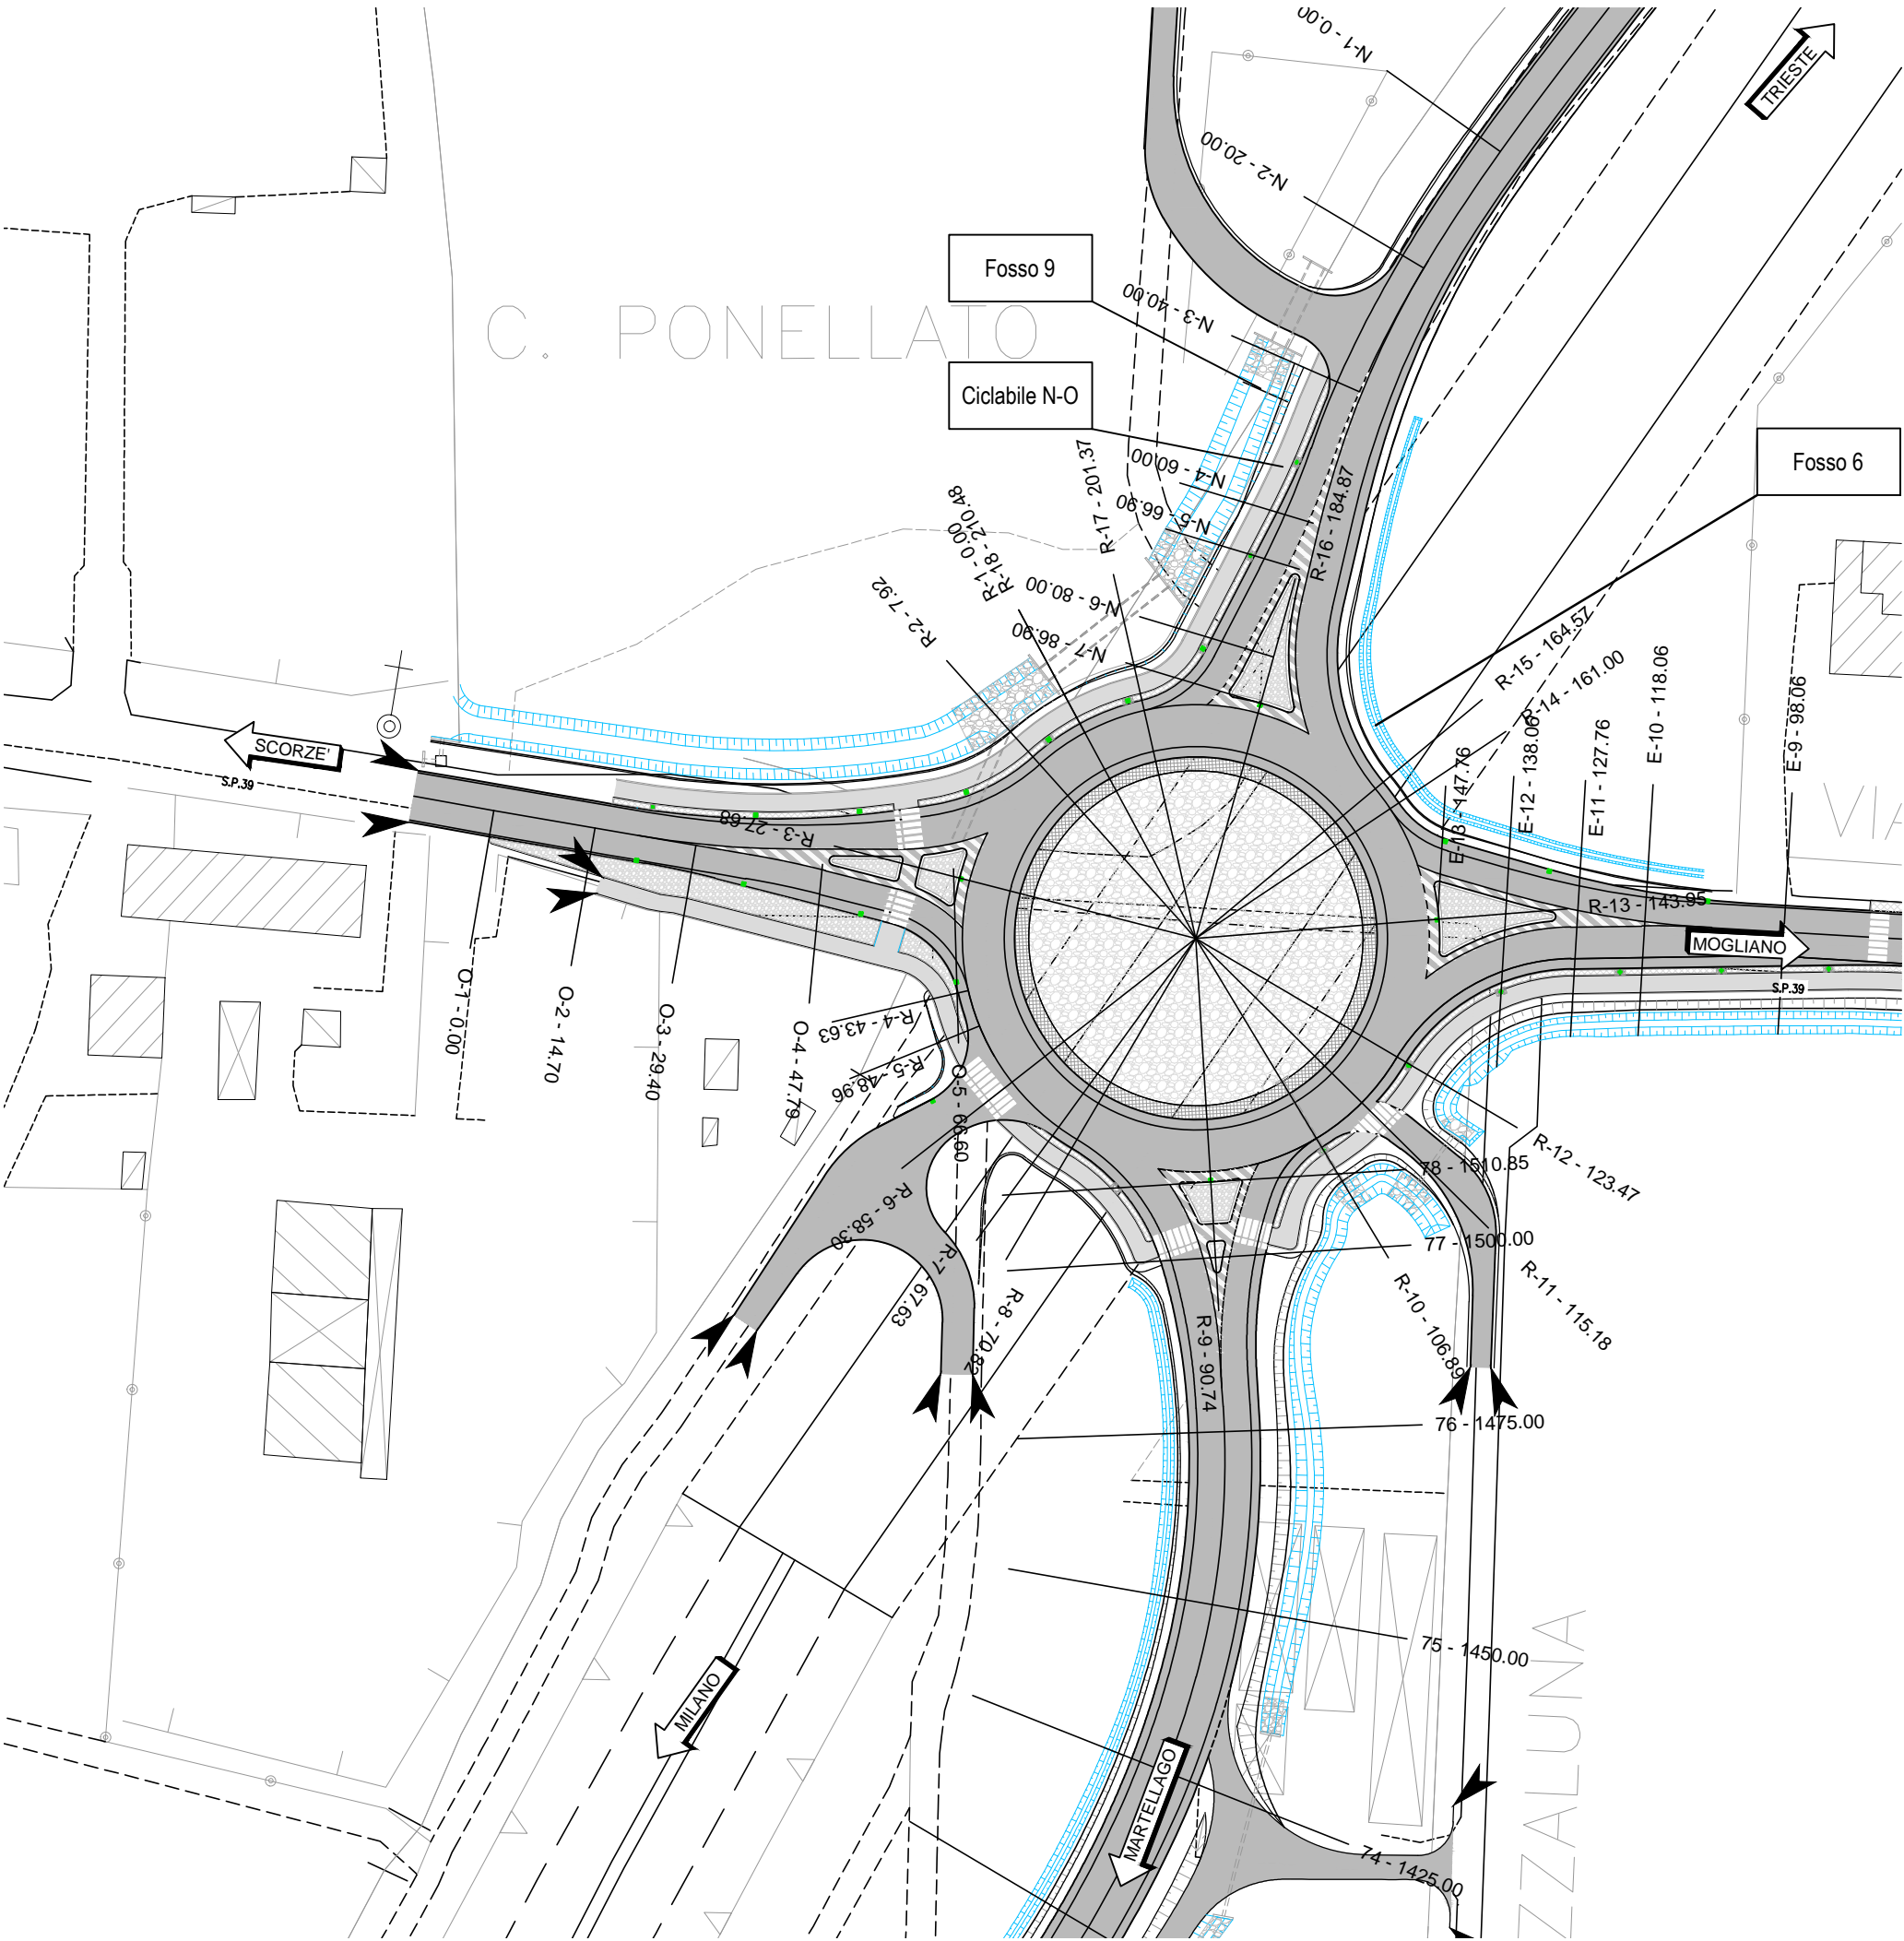 N-1 - 0.00
TRIESTE
N-2 - 20.00
Fosso 9
N-3 - 40.00
C. PONELLATO
Ciclabile N-O
Fosso 6
N-4 - 60.00
R-17 - 201.37
N-5 - 66.90
R-16 - 184.87
R-18 - 210.48
R-1 - 0.00
N-6 - 80.00
R-2 - 7.92
N-7 - 86.90
R-15 - 164.57
R-14 - 161.00
E-10 - 118.06
E-9 - 98.06
E-11 - 127.76
E-12 - 138.06
E-13 - 147.76
SCORZE'
S.P.39
R-3 - 27.68
VIA
R-13 - 143.95
MOGLIANO
S.P.39
O-1 - 0.00
O-2 - 14.70
O-3 - 29.40
O-4 - 47.79
R-4 - 43.63
R-5 - 48.96
O-5 - 66.60
R-12 - 123.47
78 - 1510.85
R-6 - 58.30
77 - 1500.00
R-7 - 67.63
R-8 - 70.82
R-9 - 90.74
R-10 - 106.89
R-11 - 115.18
76 - 1475.00
75 - 1450.00
MILANO
MARTELLAGO
74 - 1425.00
ZZALUNA